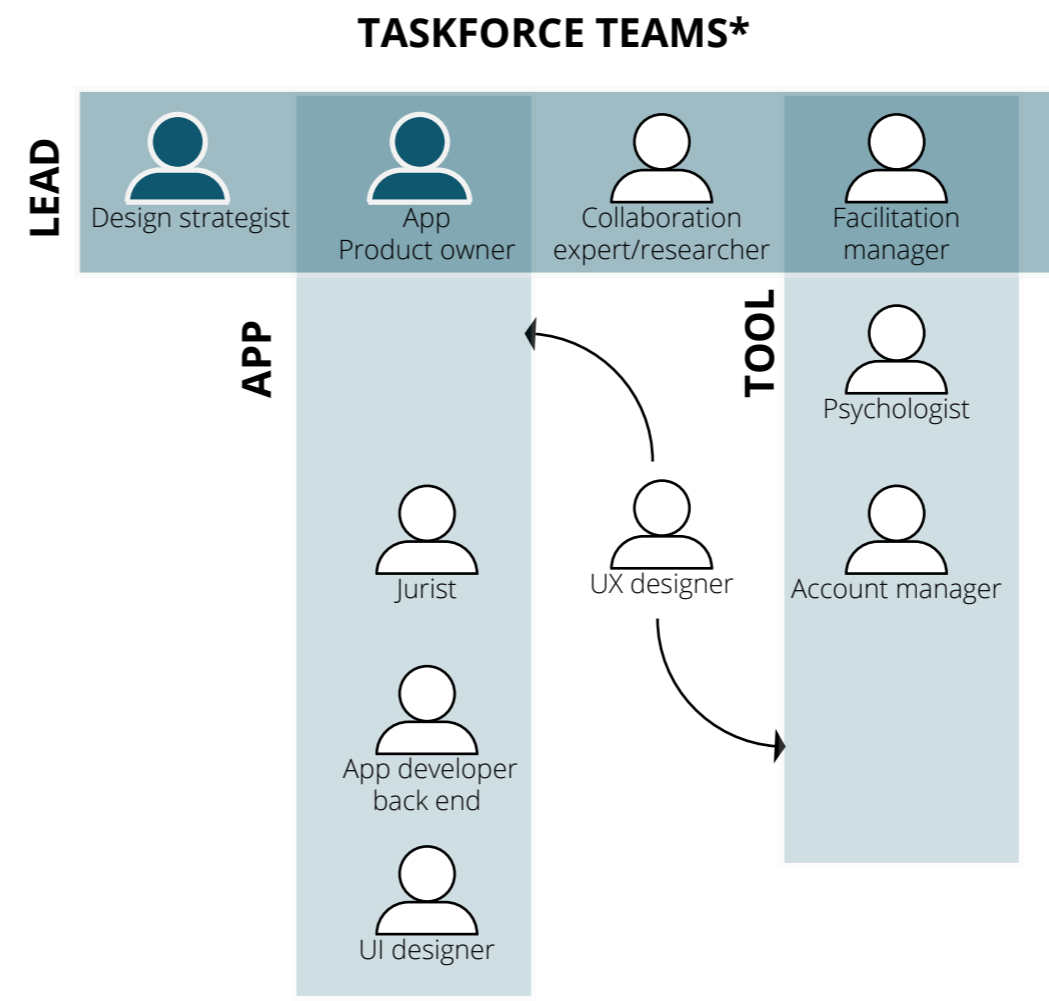 TASKFORCE TEAMS*
LEAD
Design strategist
App
Product owner
Collaboration
expert/researcher
Facilitation
manager
APP
TOOL
Psychologist
Jurist
UX designer
Account manager
App developer
back end
UI designer